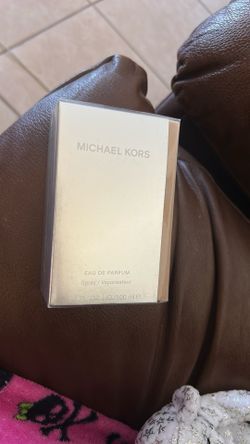 MICHAEL KORS
EAU DE PARFUM
Spray / Vaporisateur